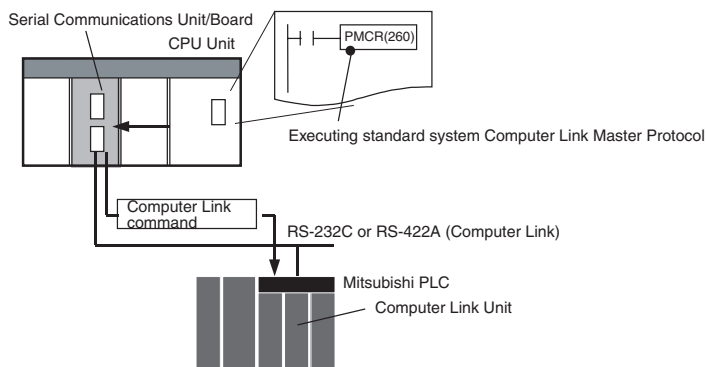 Serial Communications Unit/Board
CPU Unit
PMCR(260)
Executing standard system Computer Link Master Protocol
Computer Link
command
RS-232C or RS-422A (Computer Link)
Mitsubishi PLC
Computer Link Unit